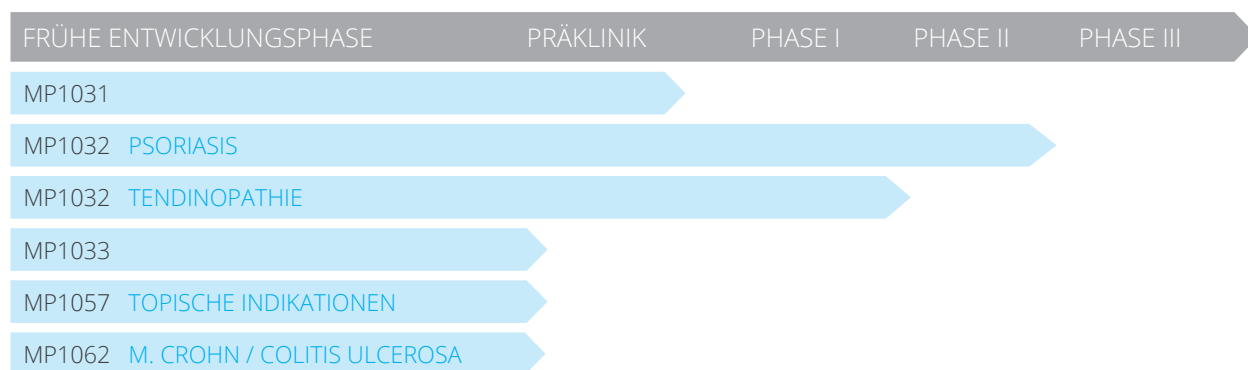 FRÜHE ENTWICKLUNGSPHASE PRÄKLINIK PHASE I PHASE II PHASE III
MP1031
MP1032 PSORIASIS
MP1032 TENDINOPATHIE
MP1033
MP1057 TOPISCHE INDIKATIONEN
MP1062 M. CROHN / COLITIS ULCEROSA